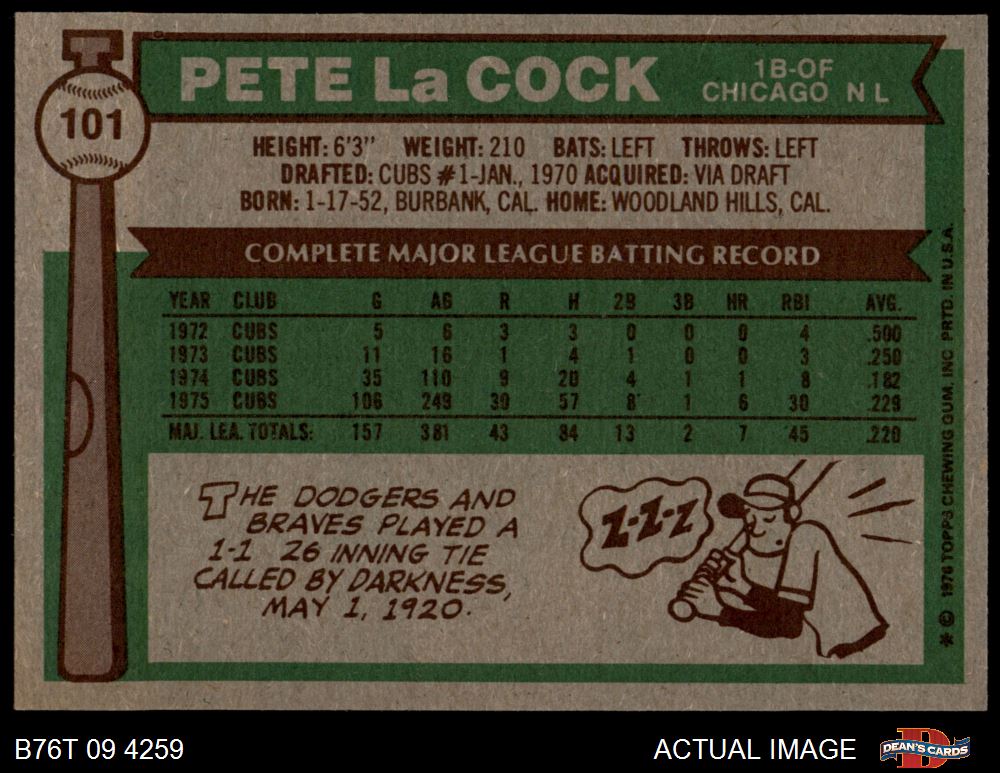 101
PETE La COCK
1B-OF
CHICAGO N L
HEIGHT: 6'3" WEIGHT: 210 BATS: LEFT THROWS: LEFT
DRAFTED: CUBS #1-JAN., 1970 ACQUIRED: VIA DRAFT
BORN: 1-17-52, BURBANK, CAL. HOME: WOODLAND HILLS, CAL.
COMPLETE MAJOR LEAGUE BATTING RECORD
YEAR CLUB G AB R H 2B 3B HR RBI AVG.
1972 CUBS 5 6 3 3 0 0 0 4 .500
1973 CUBS 11 16 1 4 1 0 0 3 .250
1974 CUBS 35 110 9 20 4 1 1 8 .182
1975 CUBS 106 249 30 57 8 1 6 30 .229
MAJ. LEA. TOTALS: 157 381 43 84 13 2 7 45 .220
THE DODGERS AND
BRAVES PLAYED A
1-1 26 INNING TIE
CALLED BY DARKNESS,
MAY 1, 1920.
Z-Z-Z
* © 1976 TOPPS CHEWING GUM, INC PRTD. IN U.S.A.
B76T 09 4259
ACTUAL IMAGE
DEAN'S CARDS